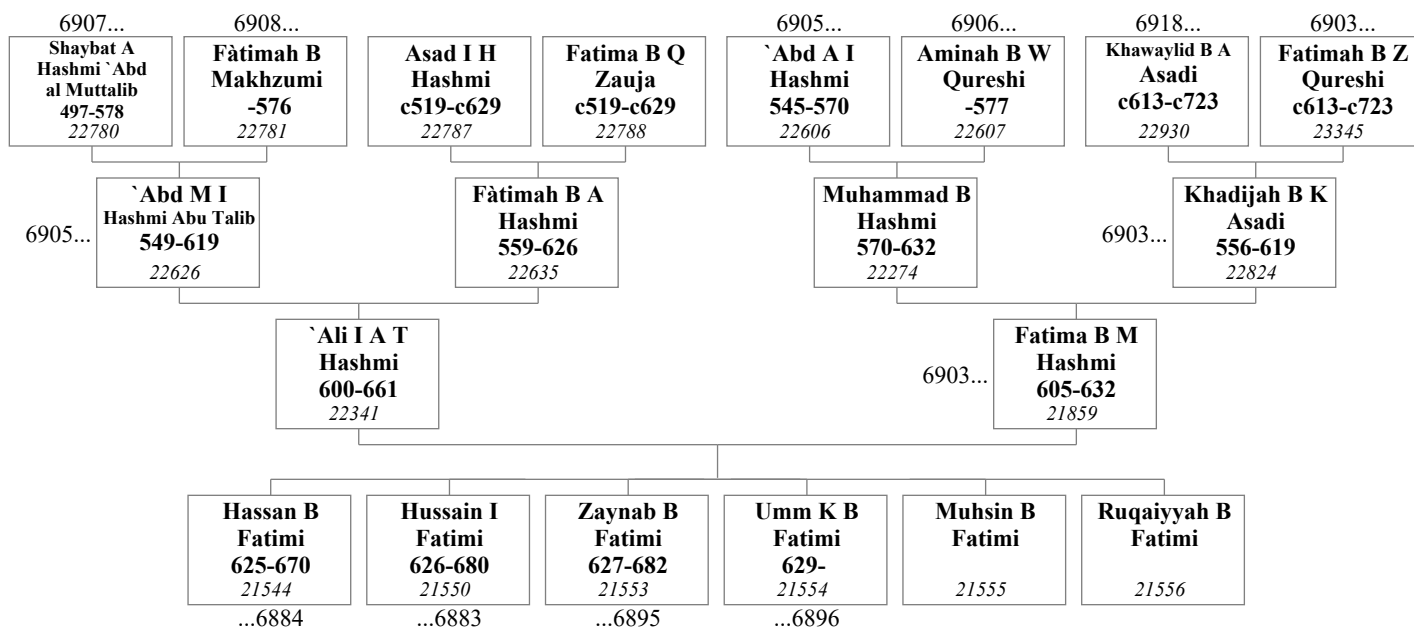 6907...
6908...
6905...
6906...
6918...
6903...
Shaybat A
Hashmi `Abd
al Muttalib
497-578
22780
Fàtimah B
Makhzumi
-576
22781
Asad I H
Hashmi
c519-c629
22787
Fatima B Q
Zauja
c519-c629
22788
`Abd A I
Hashmi
545-570
22606
Aminah B W
Qureshi
-577
22607
Khawaylid B A
Asadi
c613-c723
22930
Fatimah B Z
Qureshi
c613-c723
23345
6905...
`Abd M I
Hashmi Abu Talib
549-619
22626
Fàtimah B A
Hashmi
559-626
22635
Muhammad B
Hashmi
570-632
22274
6903...
Khadijah B K
Asadi
556-619
22824
`Ali I A T
Hashmi
600-661
22341
6903...
Fatima B M
Hashmi
605-632
21859
Hassan B
Fatimi
625-670
21544
...6884
Hussain I
Fatimi
626-680
21550
...6883
Zaynab B
Fatimi
627-682
21553
...6895
Umm K B
Fatimi
629-
21554
...6896
Muhsin B
Fatimi
21555
Ruqaiyyah B
Fatimi
21556